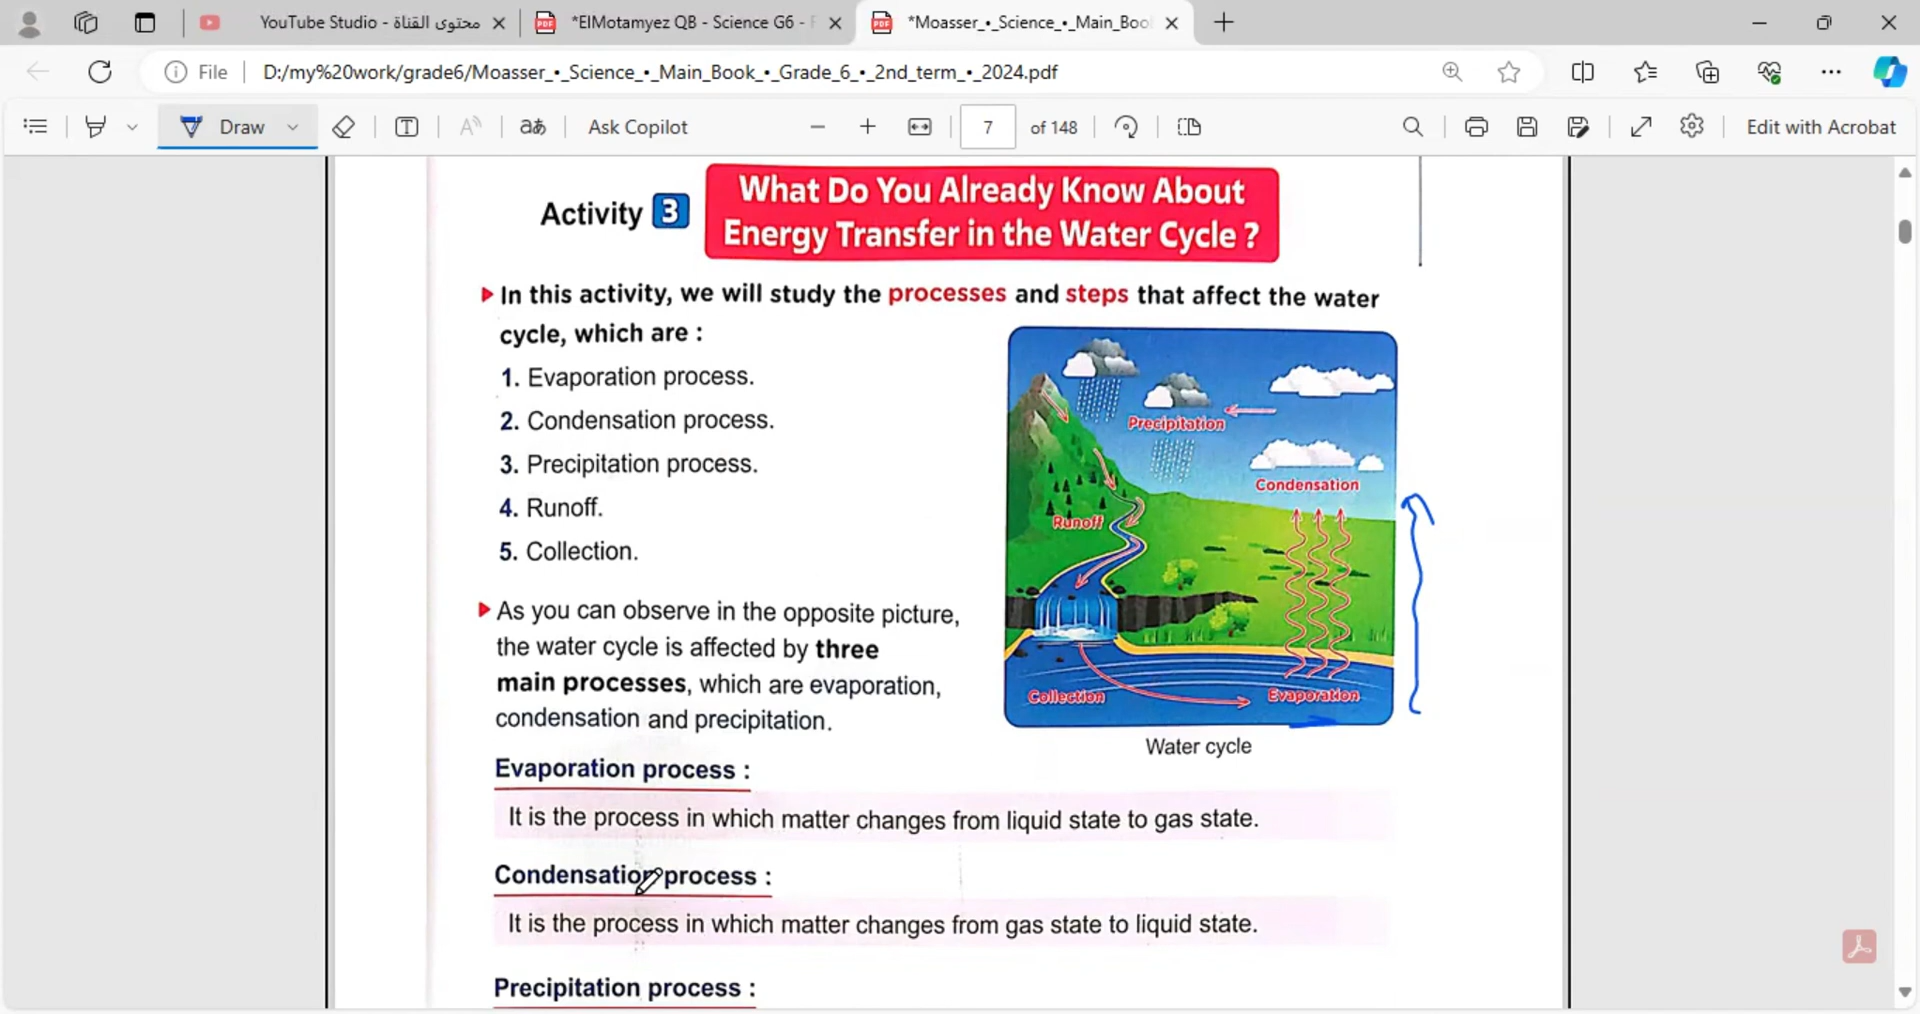 YouTube Studio - محتوى القناة
*ElMotamyez QB - Science G6 -
*Moasser_•_Science_•_Main_Boo
File
D:/my%20work/grade6/Moasser_•_Science_•_Main_Book_•_Grade_6_•_2nd_term_•_2024.pdf
Draw
Ask Copilot
7 of 148
Edit with Acrobat
Activity 3
What Do You Already Know About
Energy Transfer in the Water Cycle ?
In this activity, we will study the processes and steps that affect the water
cycle, which are :
1. Evaporation process.
2. Condensation process.
3. Precipitation process.
4. Runoff.
5. Collection.
Precipitation
Condensation
Runoff
Collection
Evaporation
Water cycle
As you can observe in the opposite picture,
the water cycle is affected by three
main processes, which are evaporation,
condensation and precipitation.
Evaporation process :
It is the process in which matter changes from liquid state to gas state.
Condensation process :
It is the process in which matter changes from gas state to liquid state.
Precipitation process :